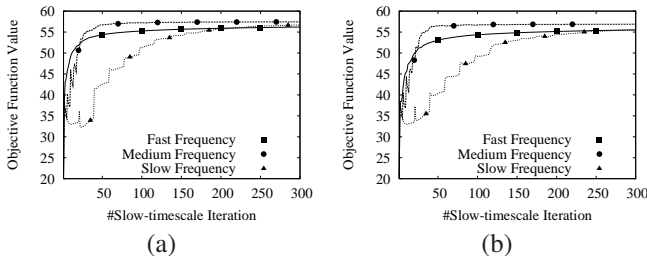 Objective Function Value
60
55
50
45
40
35
30
25
20
Fast Frequency
Medium Frequency
Slow Frequency
50 100 150 200 250 300
#Slow-timescale Iteration
(a)
Objective Function Value
60
55
50
45
40
35
30
25
20
Fast Frequency
Medium Frequency
Slow Frequency
50 100 150 200 250 300
#Slow-timescale Iteration
(b)